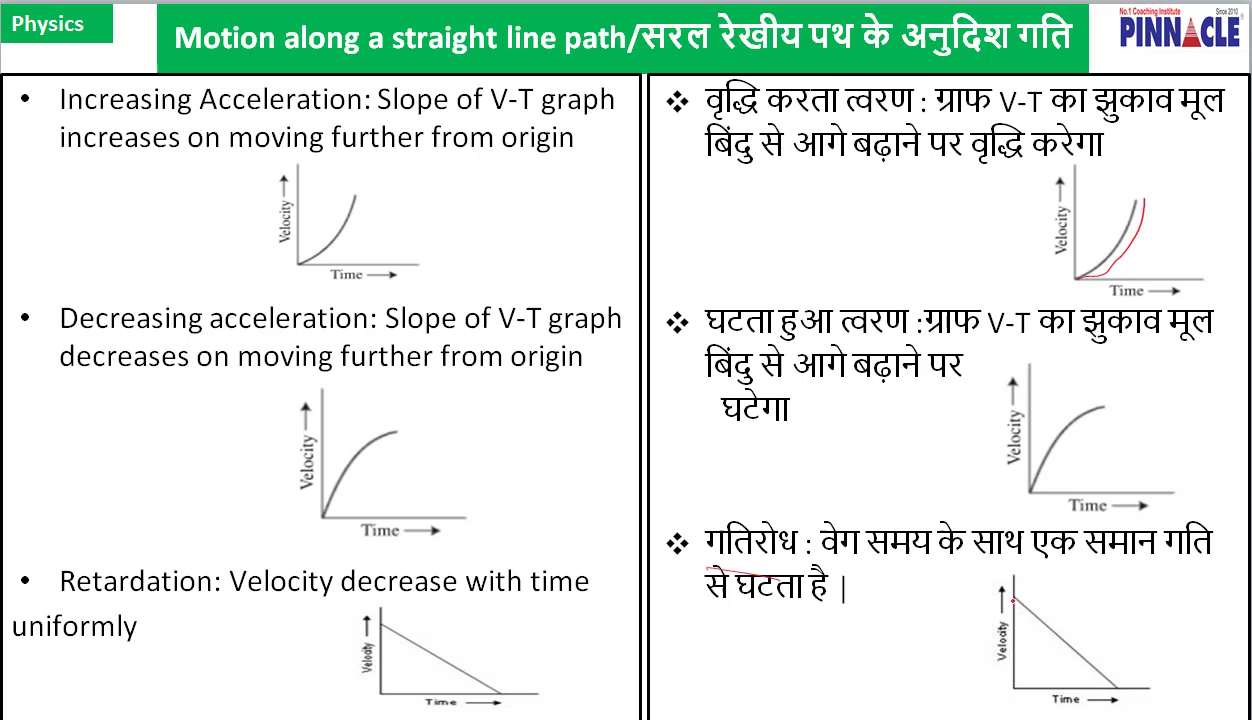 Physics
Motion along a straight line path/सरल रेखीय पथ के अनुदिश गति
No.1 Coaching Institute
Since 2010
PINNACLE
• Increasing Acceleration: Slope of V-T graph
increases on moving further from origin
Velocity
Time
• Decreasing acceleration: Slope of V-T graph
decreases on moving further from origin
Velocity
Time
• Retardation: Velocity decrease with time
uniformly
Velocity
Time
❖ वृद्धि करता त्वरण : ग्राफ V-T का झुकाव मूल
बिंदु से आगे बढ़ाने पर वृद्धि करेगा
Velocity
Time
❖ घटता हुआ त्वरण :ग्राफ V-T का झुकाव मूल
बिंदु से आगे बढ़ाने पर
घटेगा
Velocity
Time
❖ गतिरोध : वेग समय के साथ एक समान गति
से घटता है |
Velocity
Time